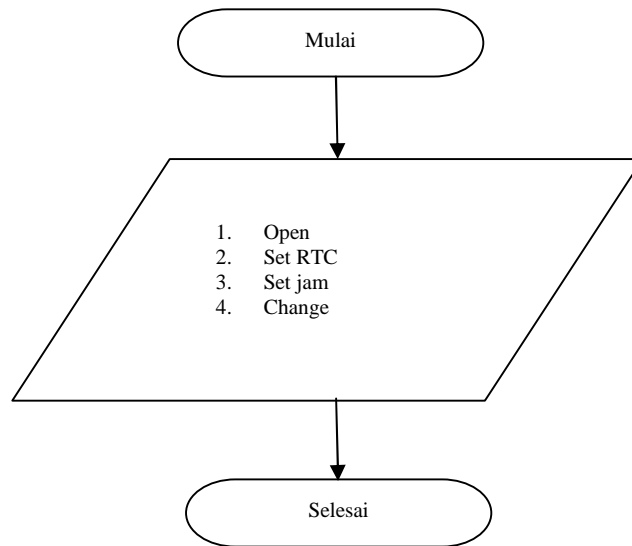 Mulai
1. Open
2. Set RTC
3. Set jam
4. Change
Selesai